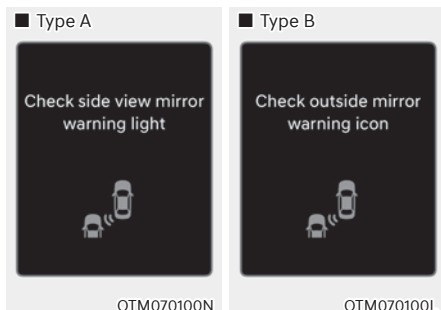 ■ Type A
Check side view mirror
warning light
OTM070100N
■ Type B
Check outside mirror
warning icon
OTM070100L